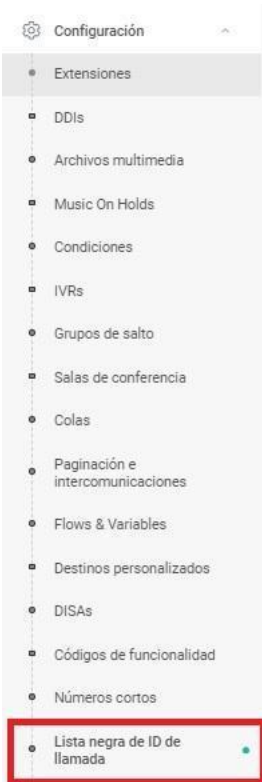 Configuración
Extensiones
DDIs
Archivos multimedia
Music On Holds
Condiciones
IVRs
Grupos de salto
Salas de conferencia
Colas
Paginación e
intercomunicaciones
Flows & Variables
Destinos personalizados
DISAs
Códigos de funcionalidad
Números cortos
Lista negra de ID de
llamada